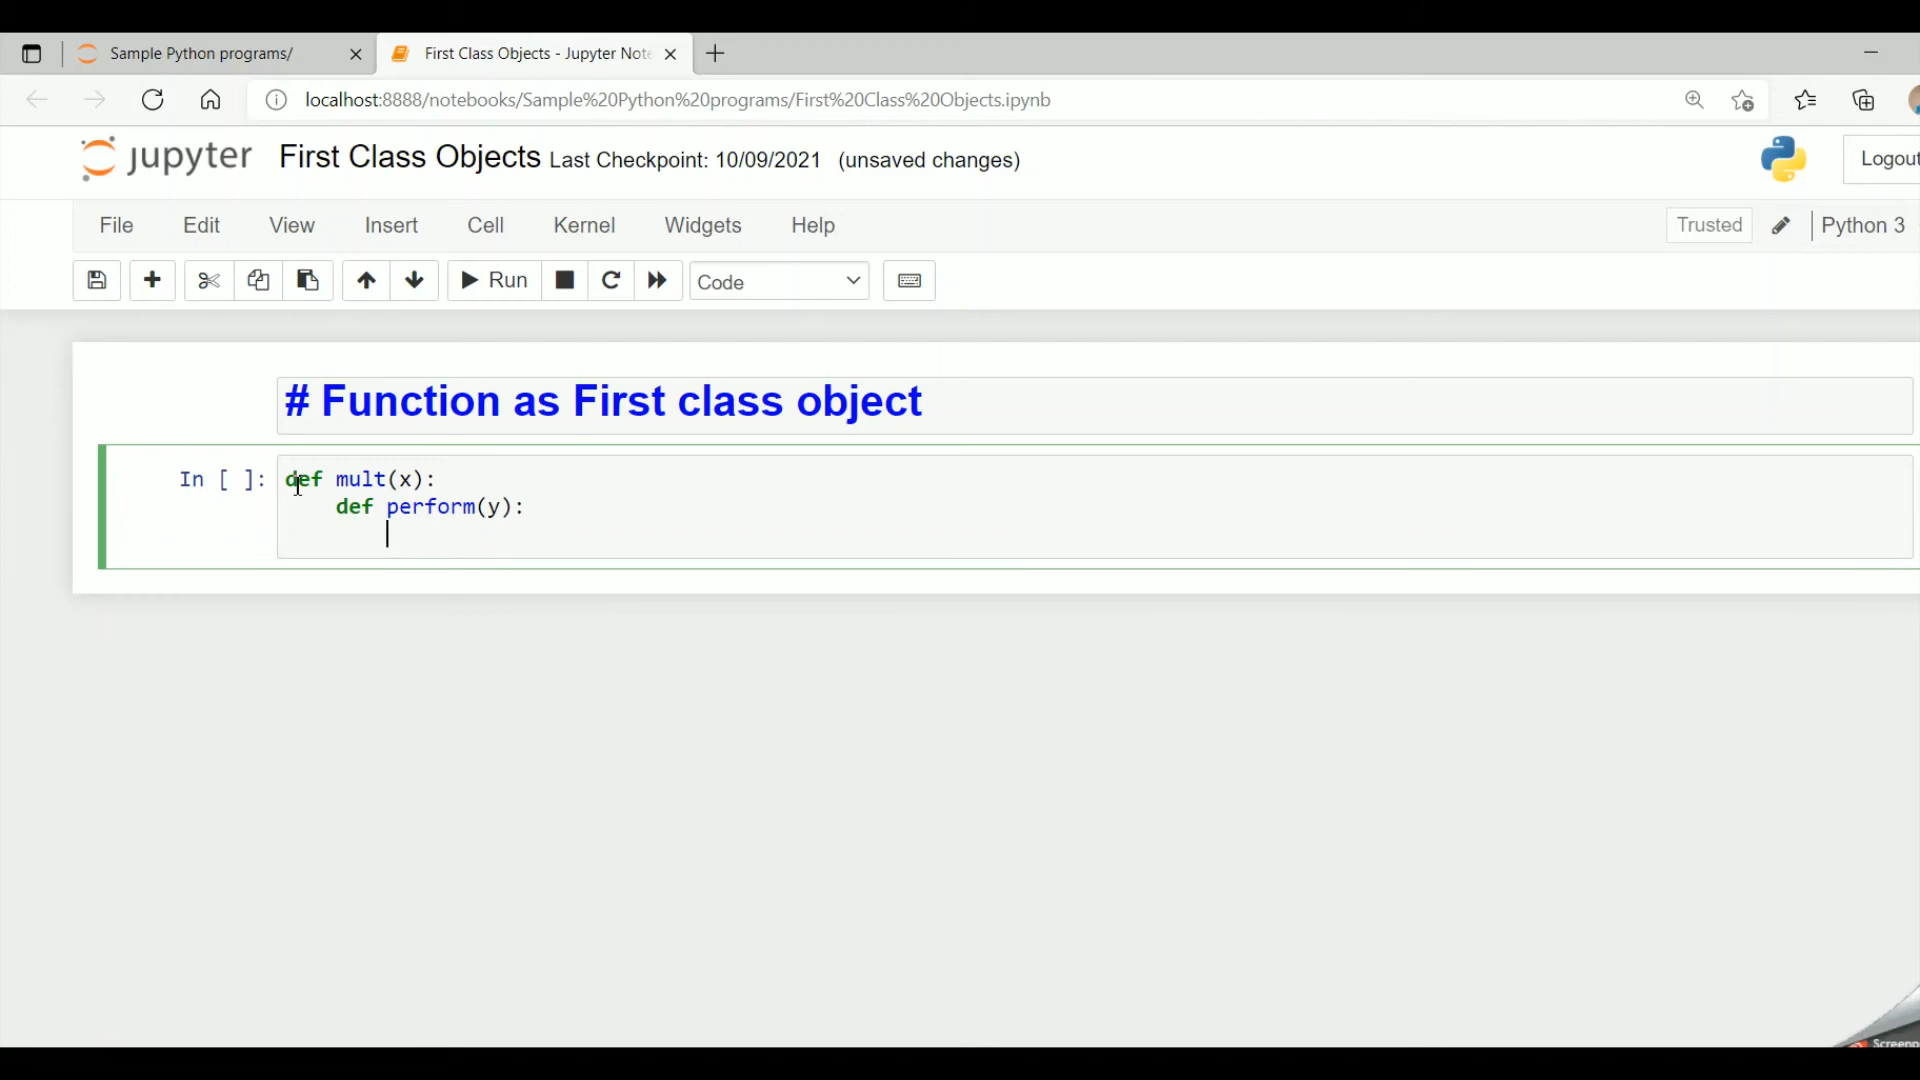 Sample Python programs/
First Class Objects - Jupyter Note
localhost:8888/notebooks/Sample%20Python%20programs/First%20Class%20Objects.ipynb
jupyter First Class Objects Last Checkpoint: 10/09/2021 (unsaved changes)
Logout
File Edit View Insert Cell Kernel Widgets Help
Trusted Python 3
Run Code
# Function as First class object
In [ ]: def mult(x):
def perform(y):